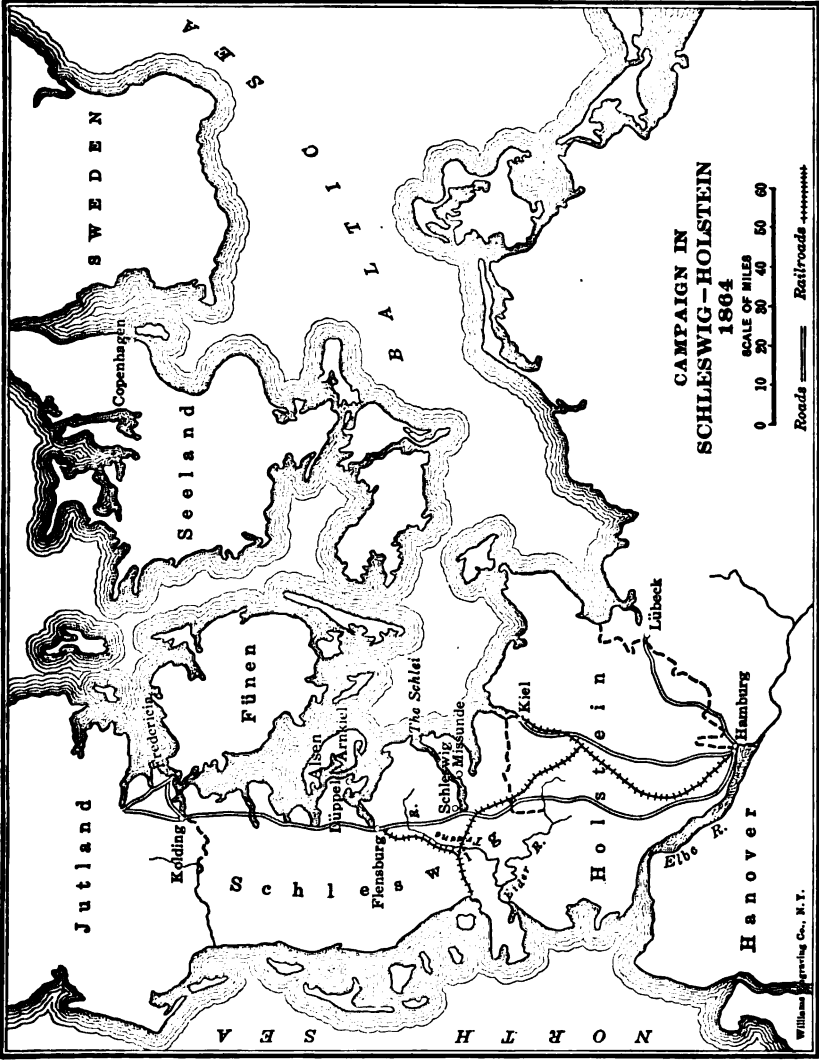 CAMPAIGN IN
SCHLESWIG–HOLSTEIN
1864
SCALE OF MILES
0 10 20 30 40 50 60
Roads Railroads
SWEDEN
BALTIC SEA
Copenhagen
Seeland
Fünen
Jutland
Fredericia
Kolding
Alsen
Arnkiel
Düppel
The Schlei
Missunde
Schleswig
Flensburg
Schleswig
R.
Kiel
Holstein
Eider R.
Lübeck
Hamburg
Elbe R.
Hanover
NORTH SEA
Williams Engraving Co., N.Y.